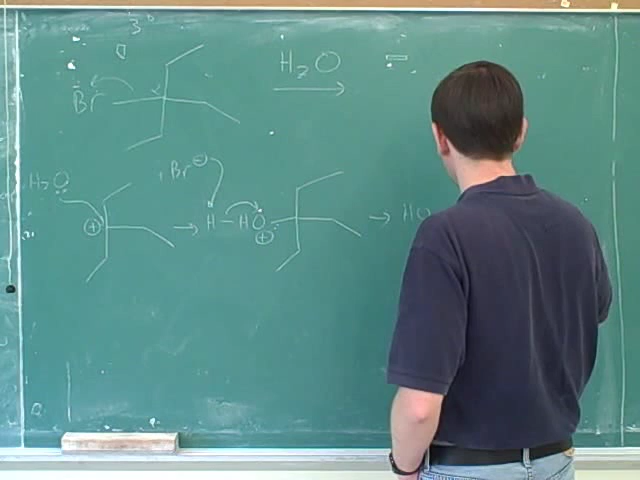 3°
Br H₂O →
:Br⊖
H₂O ⊕ → H — HO ⊕ → HO